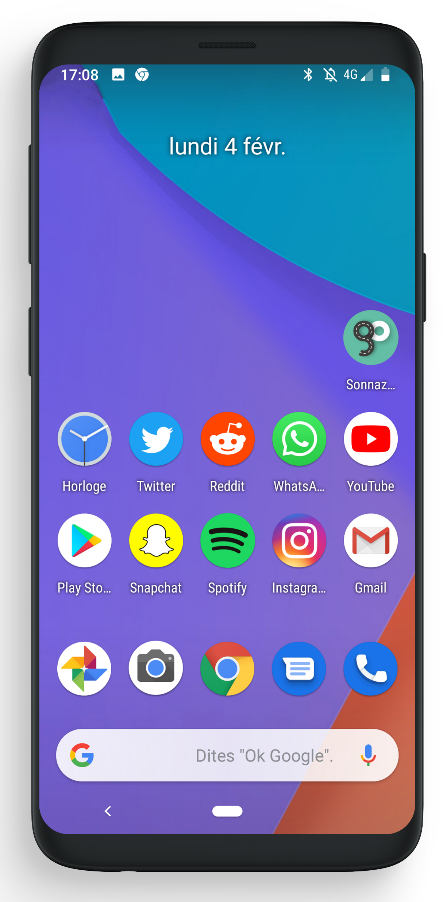 17:08 4G
lundi 4 févr.
go
Sonnaz...
Horloge Twitter Reddit WhatsA... YouTube
Play Sto... Snapchat Spotify Instagra... Gmail
G Dites "Ok Google".